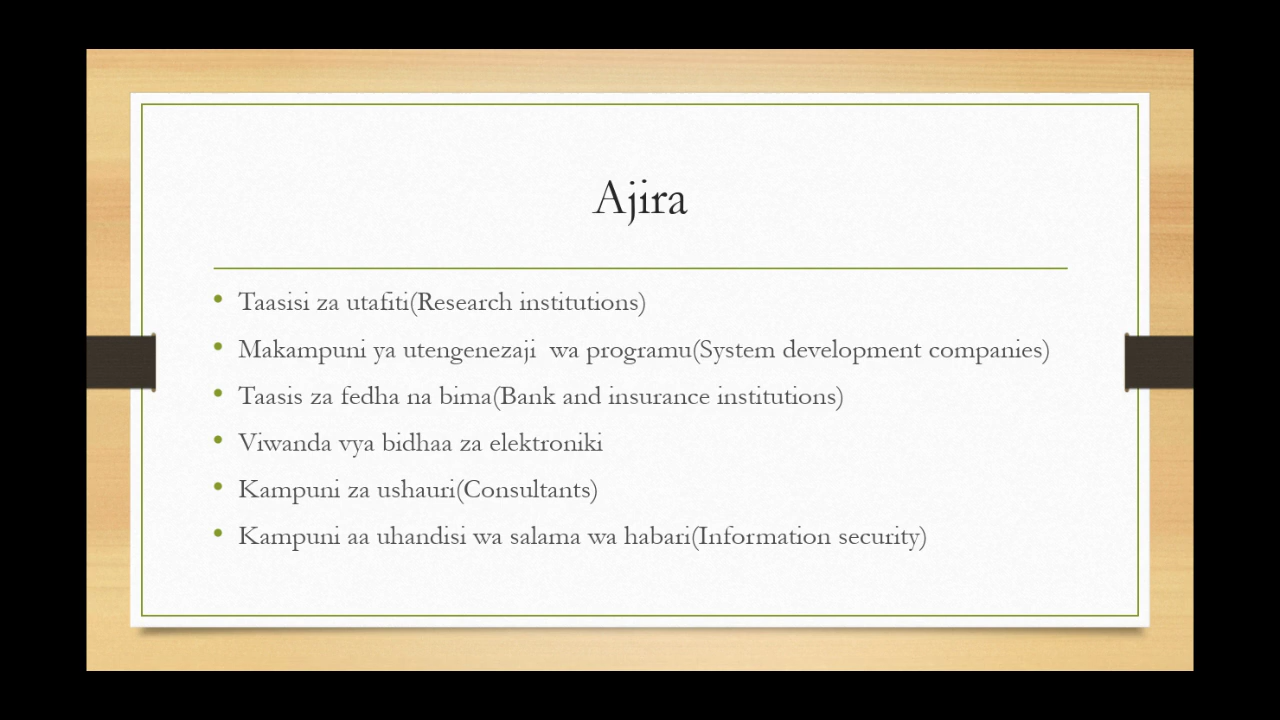 Ajira
Taasisi za utafiti(Research institutions)
Makampuni ya utengenezaji  wa programu(System development companies)
Taasis za fedha na bima(Bank and insurance institutions)
Viwanda vya bidhaa za elektroniki
Kampuni za ushauri(Consultants)
Kampuni aa uhandisi wa salama wa habari(Information security)